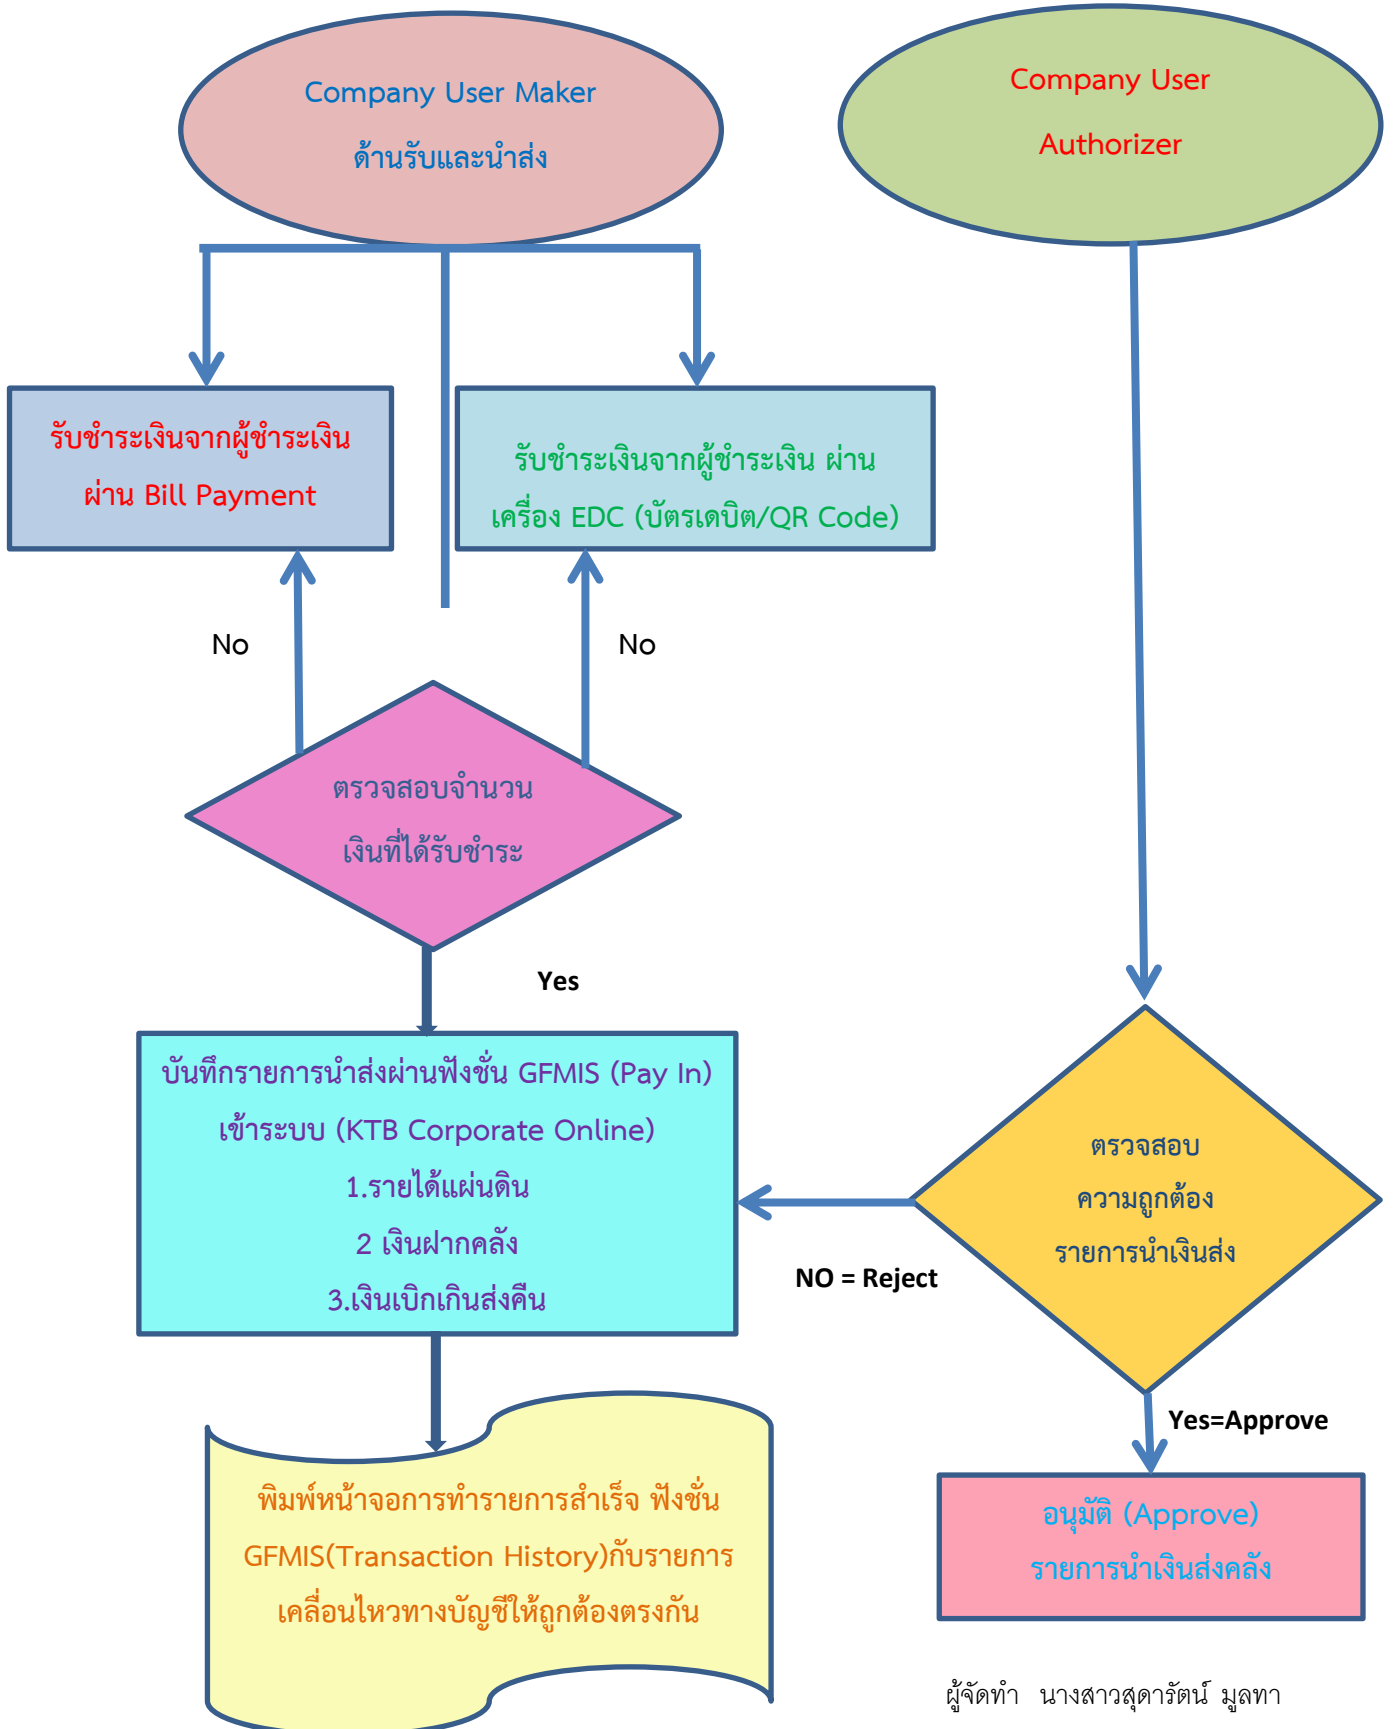 Company User Maker
ด้านรับและนำส่ง
Company User
Authorizer
รับชำระเงินจากผู้ชำระเงิน
ผ่าน Bill Payment
รับชำระเงินจากผู้ชำระเงิน ผ่าน
เครื่อง EDC (บัตรเดบิต/QR Code)
No
No
ตรวจสอบจำนวน
เงินที่ได้รับชำระ
Yes
บันทึกรายการนำส่งผ่านฟังชั่น GFMIS (Pay In)
เข้าระบบ (KTB Corporate Online)
1.รายได้แผ่นดิน
2 เงินฝากคลัง
3.เงินเบิกเกินส่งคืน
ตรวจสอบ
ความถูกต้อง
รายการนำเงินส่ง
NO = Reject
Yes=Approve
พิมพ์หน้าจอการทำรายการสำเร็จ ฟังชั่น
GFMIS(Transaction History)กับรายการ
เคลื่อนไหวทางบัญชีให้ถูกต้องตรงกัน
อนุมัติ (Approve)
รายการนำเงินส่งคลัง
ผู้จัดทำ นางสาวสุดารัตน์ มูลทา